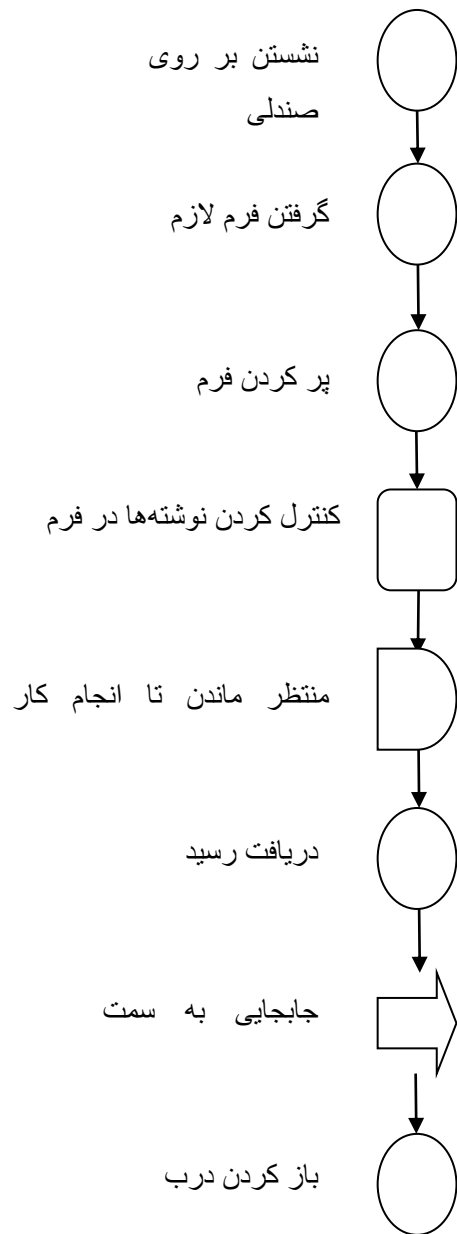 نشستن بر روی
صندلی
گرفتن فرم لازم
پر کردن فرم
کنترل کردن نوشته‌ها در فرم
منتظر ماندن تا انجام کار
دریافت رسید
جابجایی به سمت
باز کردن درب